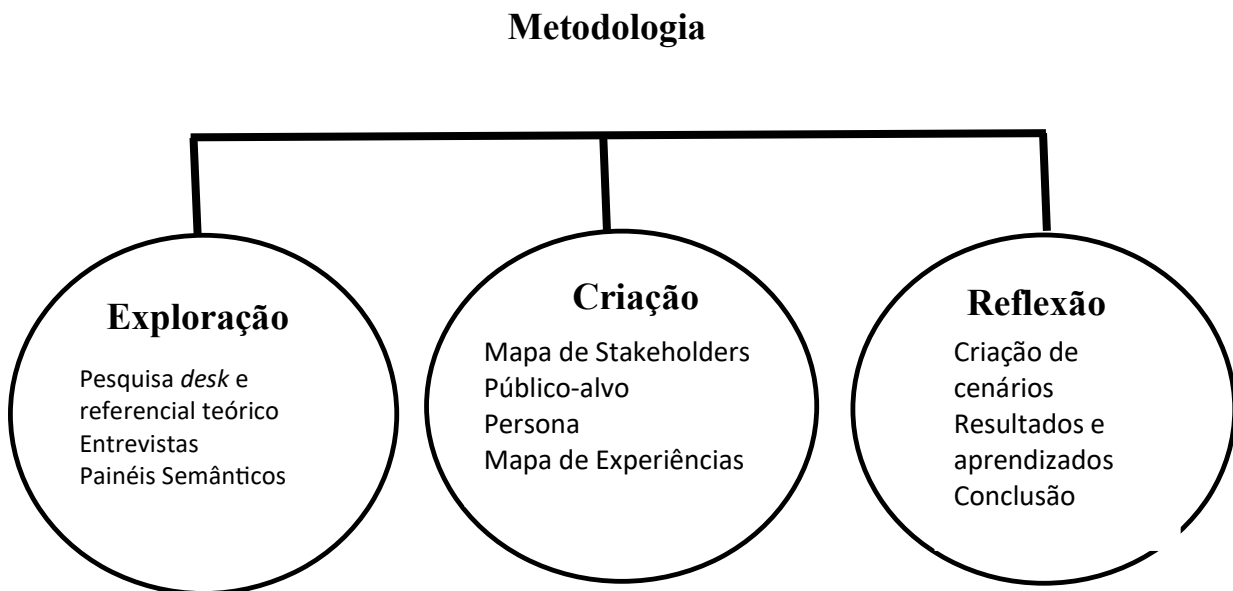 Metodologia
Exploração
Pesquisa desk e
referencial teórico
Entrevistas
Painéis Semânticos
Criação
Mapa de Stakeholders
Público-alvo
Persona
Mapa de Experiências
Reflexão
Criação de
cenários
Resultados e
aprendizados
Conclusão